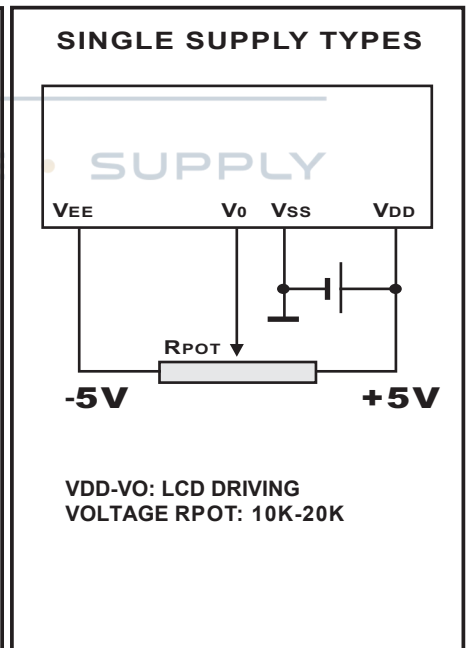 SINGLE SUPPLY TYPES
SUPPLY
VEE V0 VSS VDD
RPOT
-5V +5V
VDD-VO: LCD DRIVING
VOLTAGE RPOT: 10K-20K